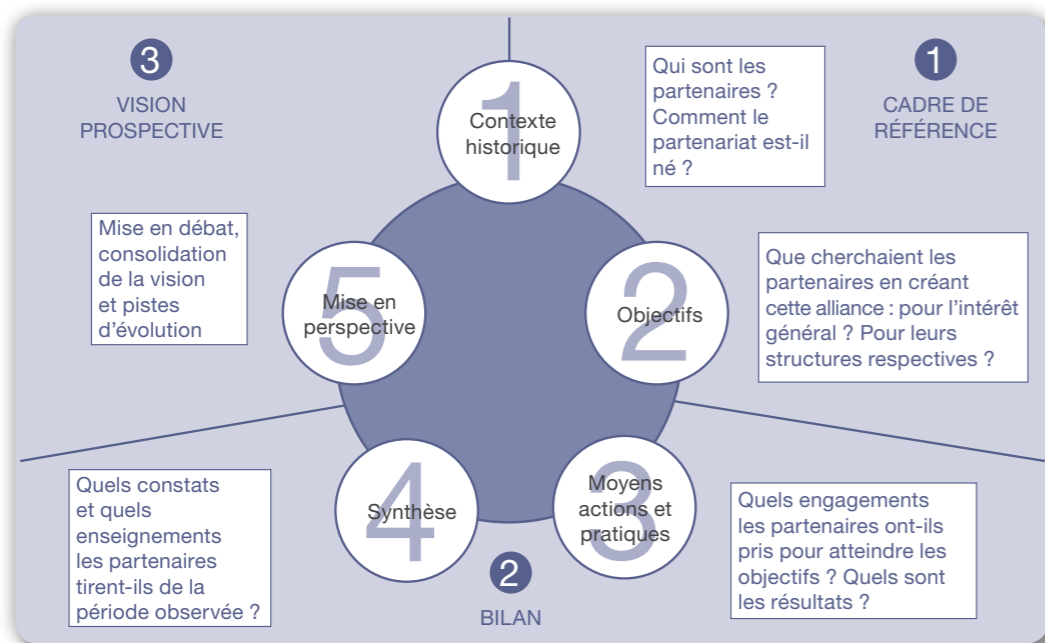 1
CADRE DE
RÉFÉRENCE
1
Contexte
historique
Qui sont les
partenaires ?
Comment le
partenariat est-il
né ?
2
Objectifs
Que cherchaient les
partenaires en créant
cette alliance : pour l’intérêt
général ? Pour leurs
structures respectives ?
2
BILAN
3
Moyens
actions et
pratiques
Quels engagements
les partenaires ont-ils
pris pour atteindre les
objectifs ? Quels sont
les résultats ?
4
Synthèse
Quels constats
et quels
enseignements
les partenaires
tirent-ils de la
période observée ?
3
VISION
PROSPECTIVE
5
Mise en
perspective
Mise en débat,
consolidation
de la vision
et pistes
d’évolution